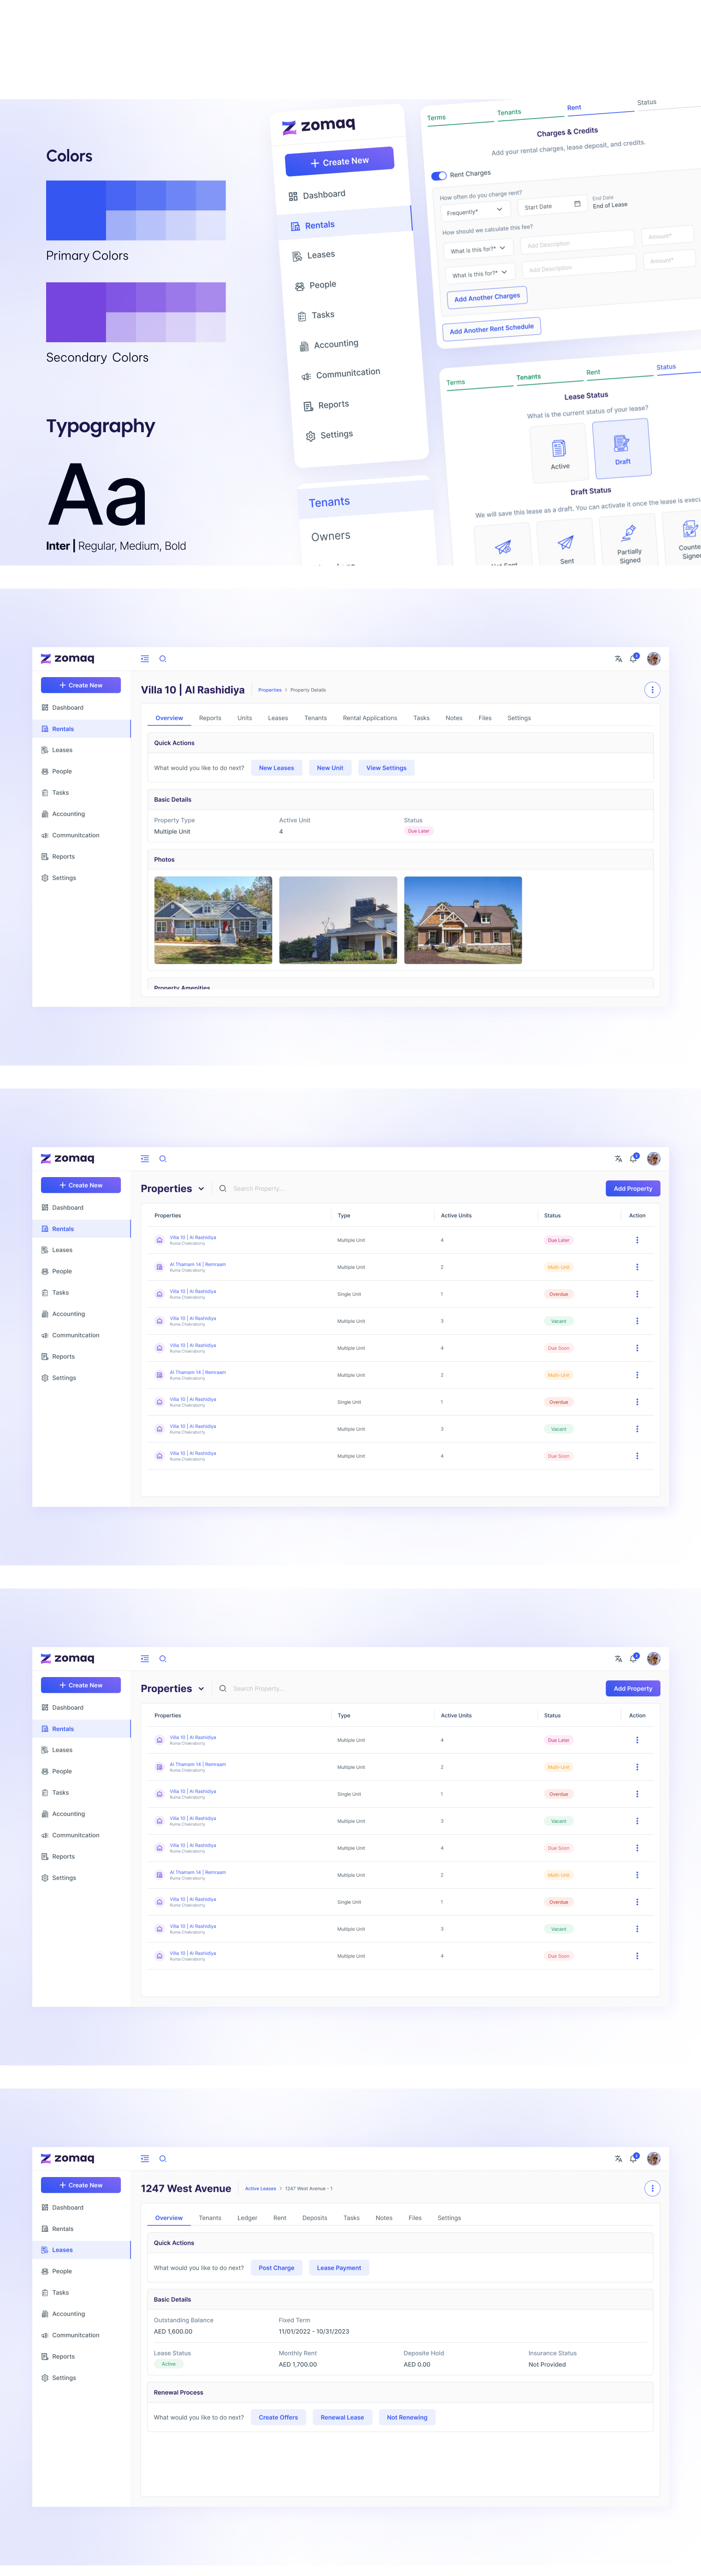 Colors
Primary Colors
Secondary Colors
Typography
Aa
Inter | Regular, Medium, Bold
zomaq
+ Create New
Dashboard
Rentals
Leases
People
Tasks
Accounting
Communitcation
Reports
Settings
Tenants
Owners
Terms
Tenants
Rent
Status
Charges & Credits
Add your rental charges, lease deposit, and credits.
Rent Charges
How often do you charge rent?
Frequently*
Start Date
End Date
End of Lease
How should we calculate this fee?
What is this for?*
Add Description
Amount*
What is this for?*
Add Description
Amount*
Add Another Charges
Add Another Rent Schedule
Terms
Tenants
Rent
Status
Lease Status
What is the current status of your lease?
Active
Draft
Draft Status
We will save this lease as a draft. You can activate it once the lease is
Not Sent
Sent
Partially
Signed
zomaq
+ Create New
Dashboard
Rentals
Leases
People
Tasks
Accounting
Communitcation
Reports
Settings
Villa 10 | Al Rashidiya
Properties > Property Details
Overview Reports Units Leases Tenants Rental Applications Tasks Notes Files Settings
Quick Actions
What would you like to do next? New Leases New Unit View Settings
Basic Details
Property Type Active Unit Status
Multiple Unit 4 Due Later
Photos
Property Amenities
zomaq
+ Create New
Dashboard
Rentals
Leases
People
Tasks
Accounting
Communitcation
Reports
Settings
Properties Search Property... Add Property
Properties Type Active Units Status Action
Villa 10 | Al Rashidiya
Ruma Chakraborty
Multiple Unit 4 Due Later
Al Thamam 14 | Remraam
Ruma Chakraborty
Multiple Unit 2 Multi-Unit
Villa 10 | Al Rashidiya
Ruma Chakraborty
Single Unit 1 Overdue
Villa 10 | Al Rashidiya
Ruma Chakraborty
Multiple Unit 3 Vacant
Villa 10 | Al Rashidiya
Ruma Chakraborty
Multiple Unit 4 Due Soon
Al Thamam 14 | Remraam
Ruma Chakraborty
Multiple Unit 2 Multi-Unit
Villa 10 | Al Rashidiya
Ruma Chakraborty
Single Unit 1 Overdue
Villa 10 | Al Rashidiya
Ruma Chakraborty
Multiple Unit 3 Vacant
Villa 10 | Al Rashidiya
Ruma Chakraborty
Multiple Unit 4 Due Soon
zomaq
+ Create New
Dashboard
Rentals
Leases
People
Tasks
Accounting
Communitcation
Reports
Settings
Properties Search Property... Add Property
Properties Type Active Units Status Action
Villa 10 | Al Rashidiya
Ruma Chakraborty
Multiple Unit 4 Due Later
Al Thamam 14 | Remraam
Ruma Chakraborty
Multiple Unit 2 Multi-Unit
Villa 10 | Al Rashidiya
Ruma Chakraborty
Single Unit 1 Overdue
Villa 10 | Al Rashidiya
Ruma Chakraborty
Multiple Unit 3 Vacant
Villa 10 | Al Rashidiya
Ruma Chakraborty
Multiple Unit 4 Due Soon
Al Thamam 14 | Remraam
Ruma Chakraborty
Multiple Unit 2 Multi-Unit
Villa 10 | Al Rashidiya
Ruma Chakraborty
Single Unit 1 Overdue
Villa 10 | Al Rashidiya
Ruma Chakraborty
Multiple Unit 3 Vacant
Villa 10 | Al Rashidiya
Ruma Chakraborty
Multiple Unit 4 Due Soon
zomaq
+ Create New
Dashboard
Rentals
Leases
People
Tasks
Accounting
Communitcation
Reports
Settings
1247 West Avenue
Active Leases > 1247 West Avenue - 1
Overview Tenants Ledger Rent Deposits Tasks Notes Files Settings
Quick Actions
What would you like to do next? Post Charge Lease Payment
Basic Details
Outstanding Balance Fixed Term
AED 1,600.00 11/01/2022 - 10/31/2023
Lease Status Monthly Rent Deposite Hold Insurance Status
Active AED 1,700.00 AED 0.00 Not Provided
Renewal Process
What would you like to do next? Create Offers Renewal Lease Not Renewing